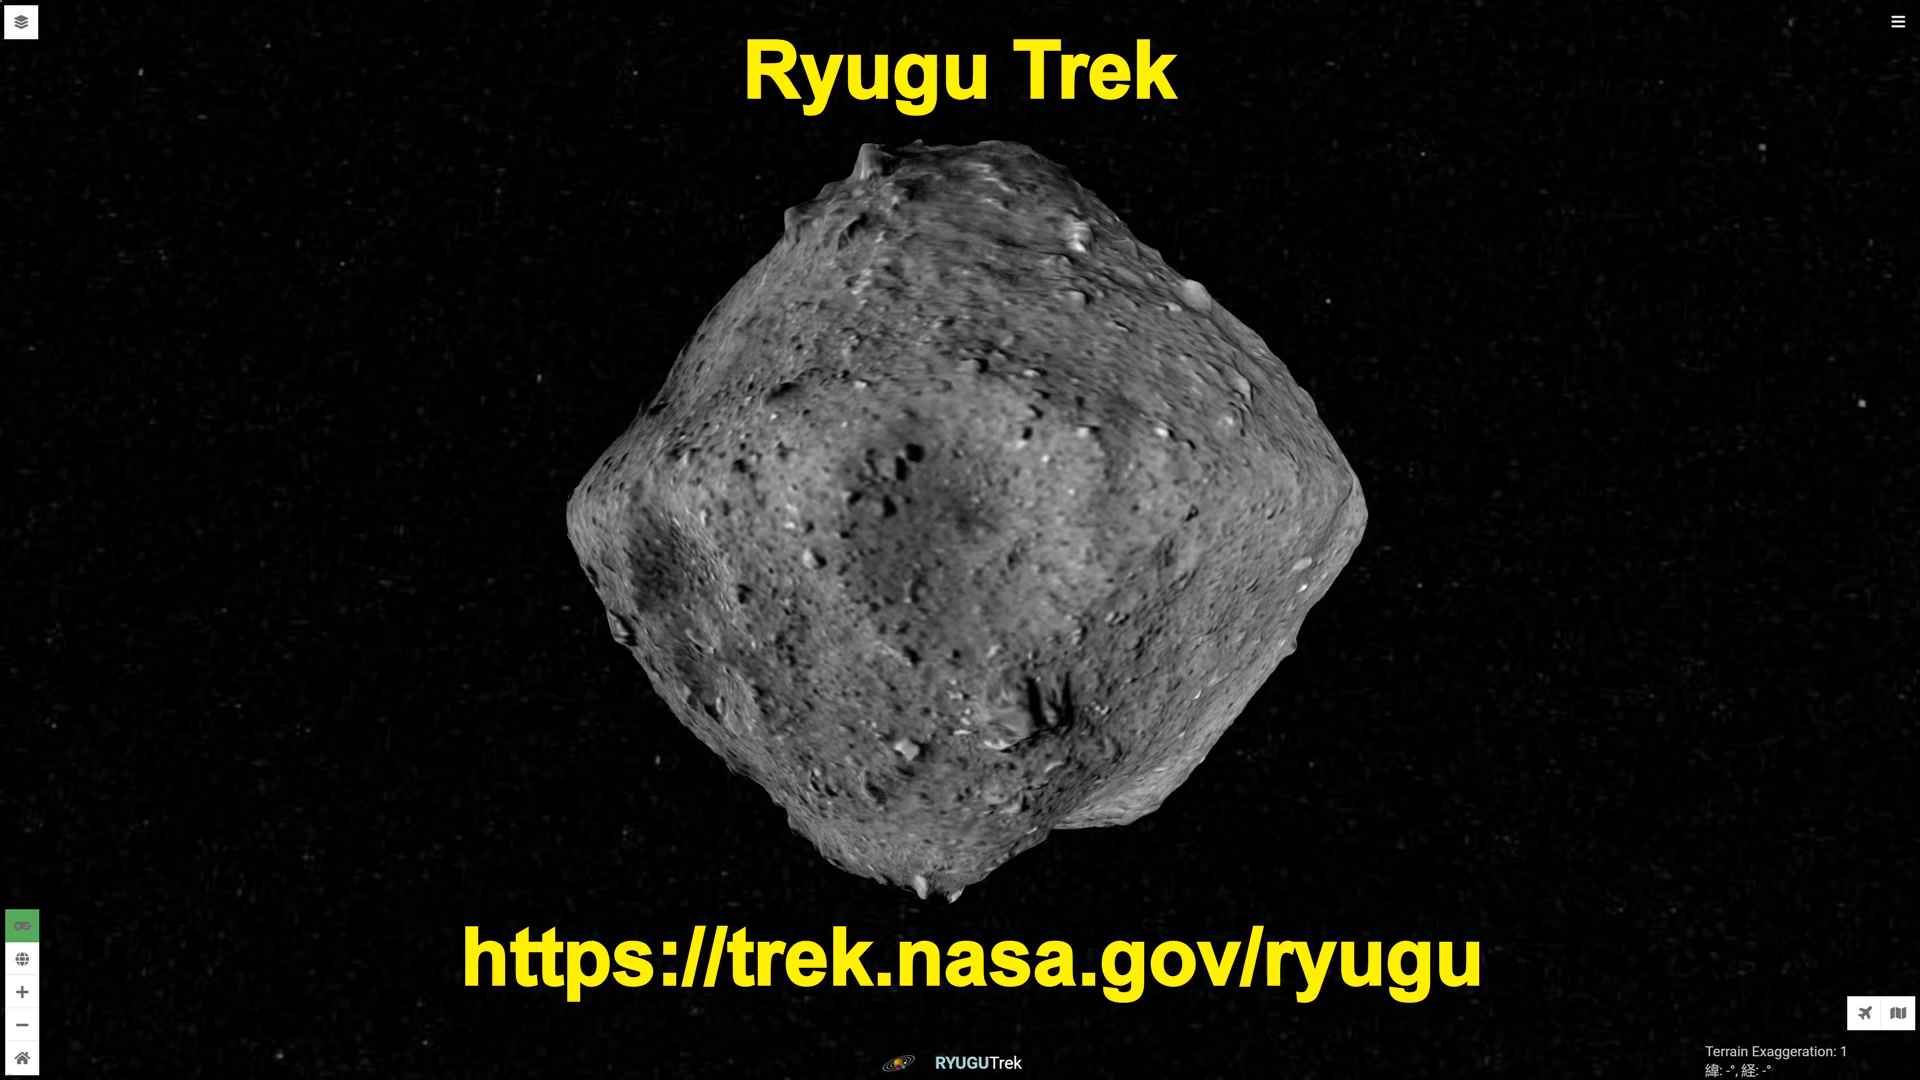 Ryugu Trek
https://trek.nasa.gov/ryugu
RYUGUTrek
Terrain Exaggeration: 1
緯: -°, 経: -°